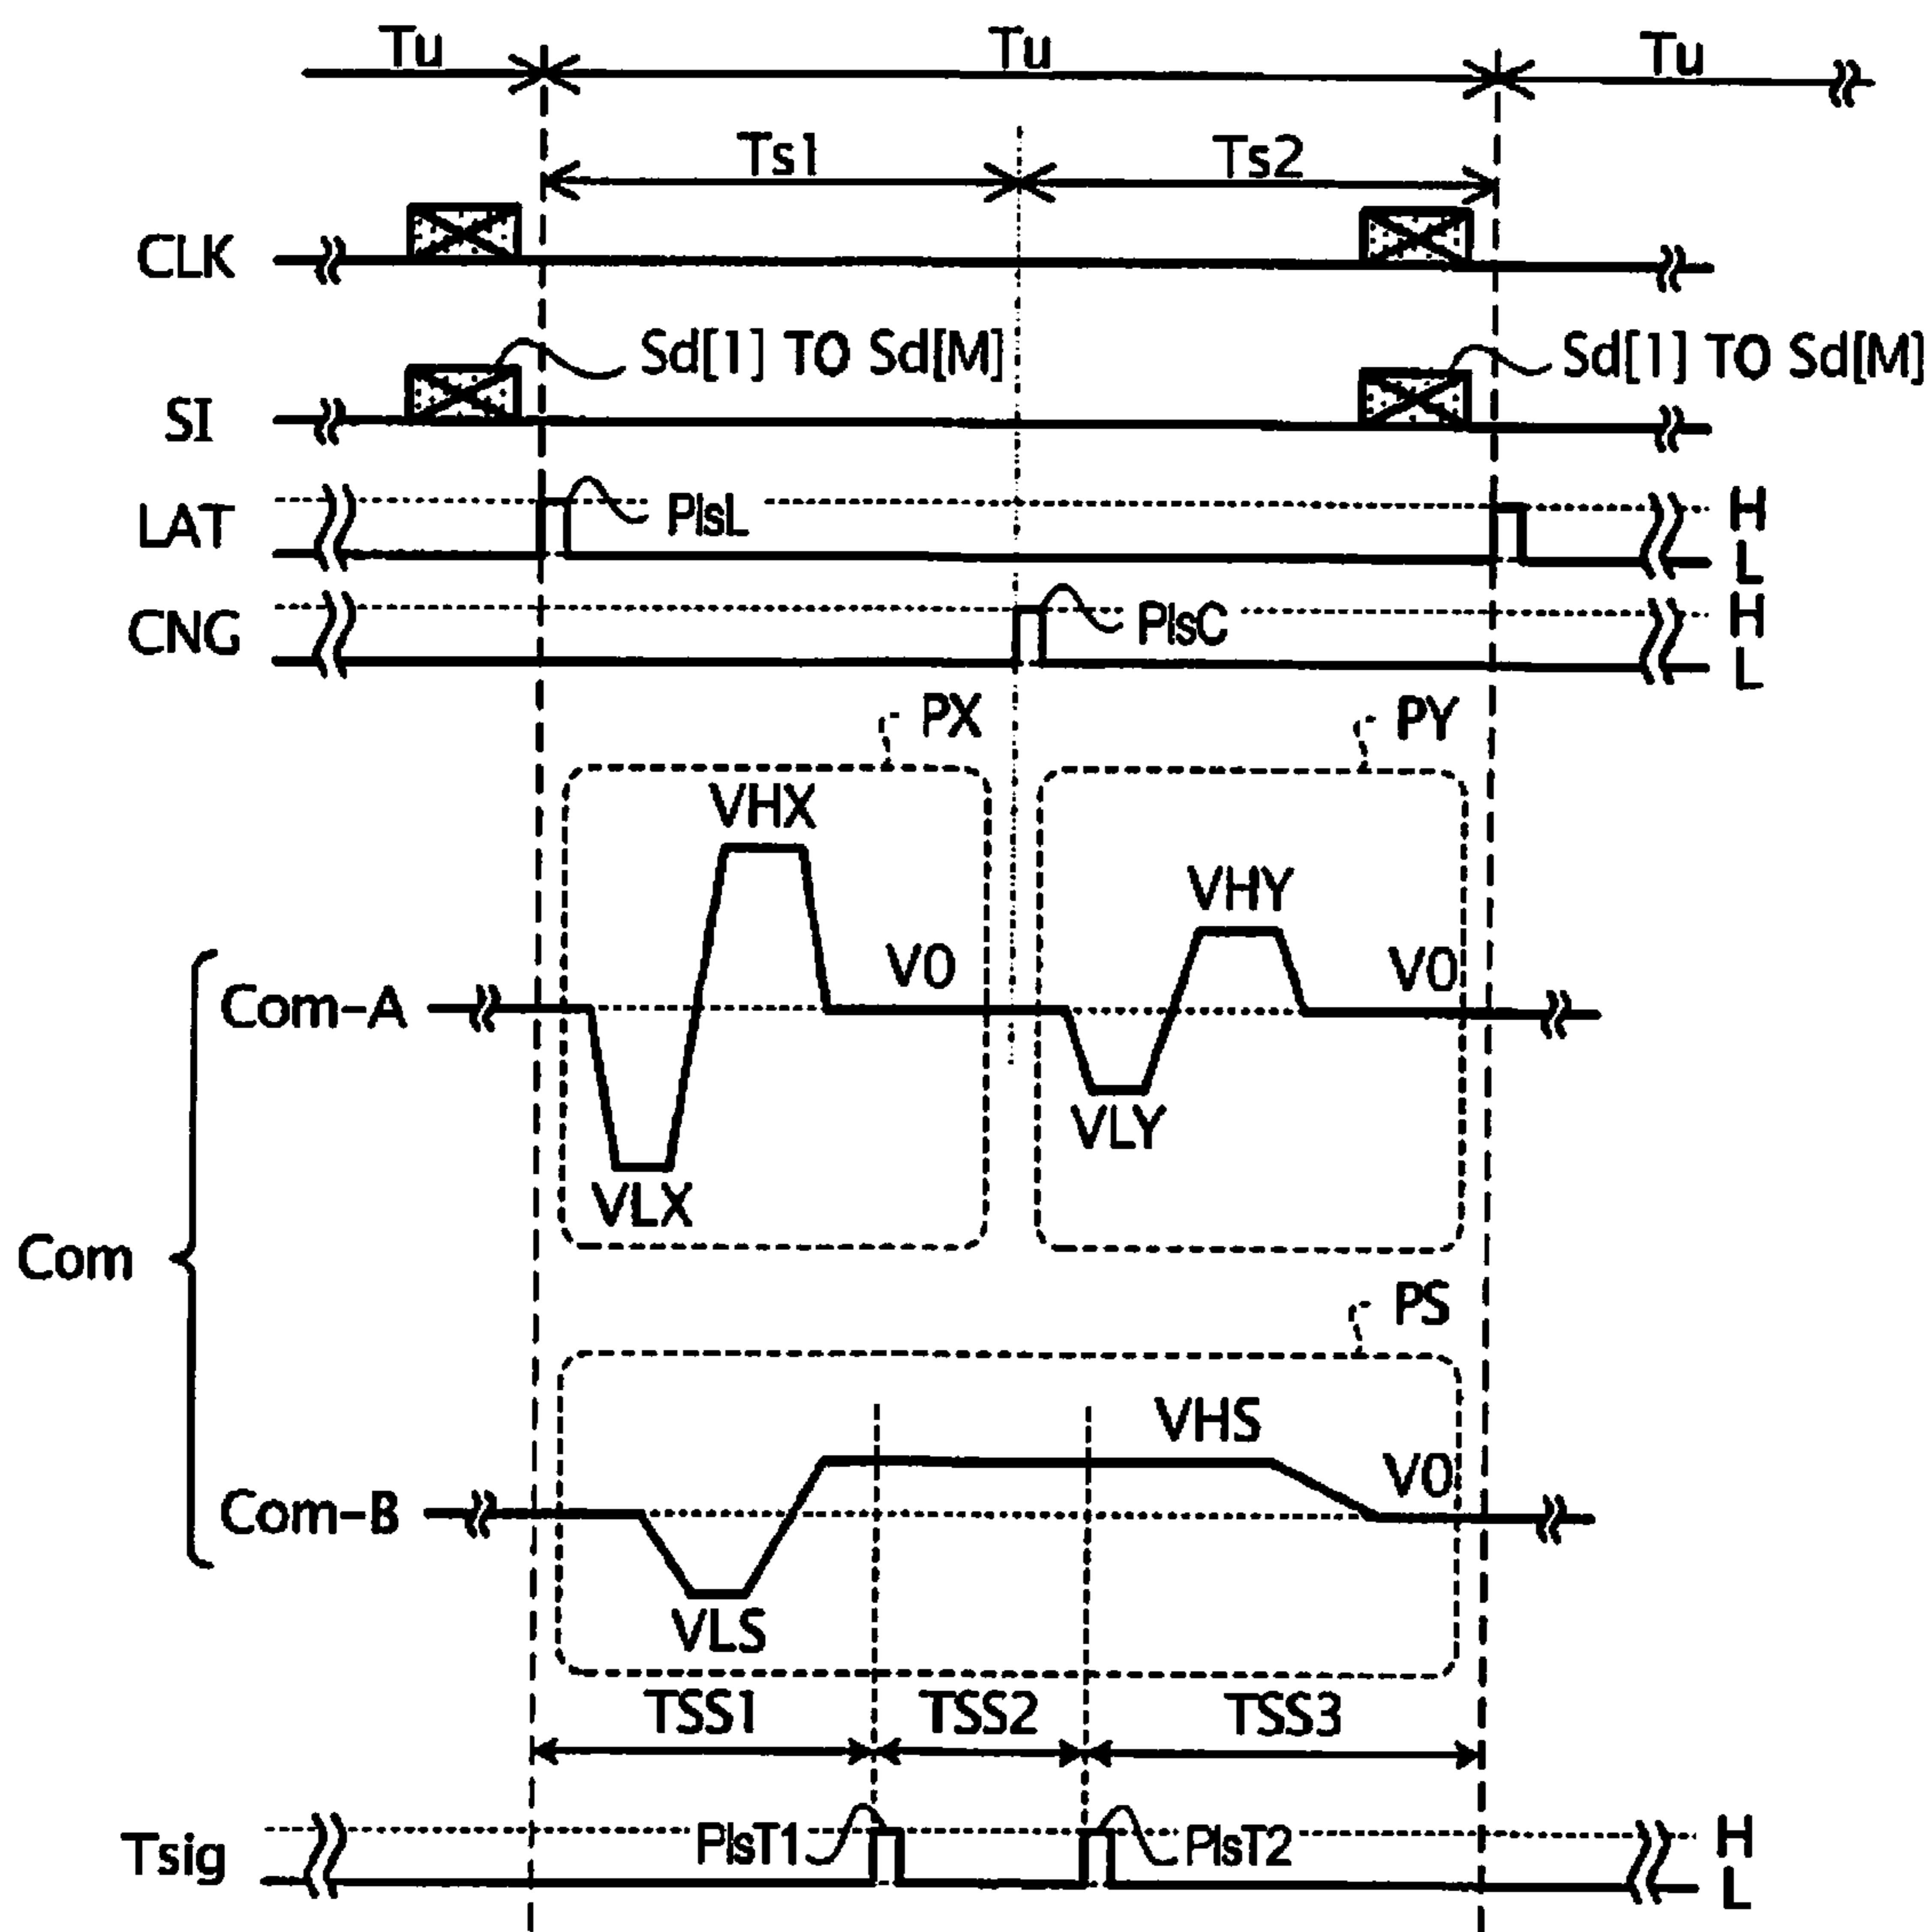 Tu Tu Tu
Ts1 Ts2
CLK
Sd[1] TO Sd[M] Sd[1] TO Sd[M]
SI
LAT PlsL H
L
CNG PlsC H
L
PX PY
VHX
VHY
V0 V0
Com-A
VLY
VLX
Com
PS
VHS
V0
Com-B
VLS
TSS1 TSS2 TSS3
Tsig PlsT1 PlsT2 H
L